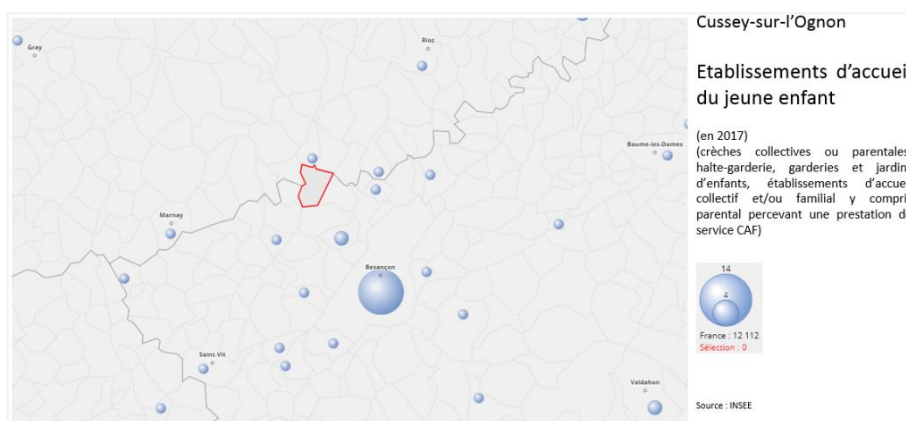 Cussey-sur-l'Ognon
Gray
Rioz
Etablissements d'accuei
du jeune enfant
(en 2017)
(crèches collectives ou parentales
halte-garderie, garderies et jardin
d'enfants, établissements d'accue
collectif et/ou familial y compri
parental percevant une prestation d
service CAF)
Baume-les-Dames
Marnay
Besançon
14
4
France : 12 112
Sélection : 0
Saint-Vit
Valdahon
Source : INSEE